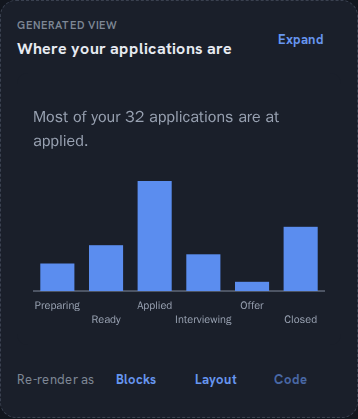 GENERATED VIEW
Where your applications are
Expand
Most of your 32 applications are at
applied.
Preparing
Ready
Applied
Interviewing
Offer
Closed
Re-render as Blocks Layout Code